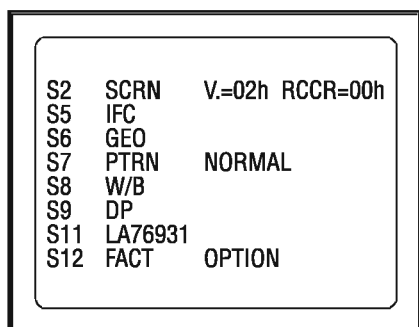 S2 SCRN V.=02h RCCR=00h
S5 IFC
S6 GEO
S7 PTRN NORMAL
S8 W/B
S9 DP
S11 LA76931
S12 FACT OPTION